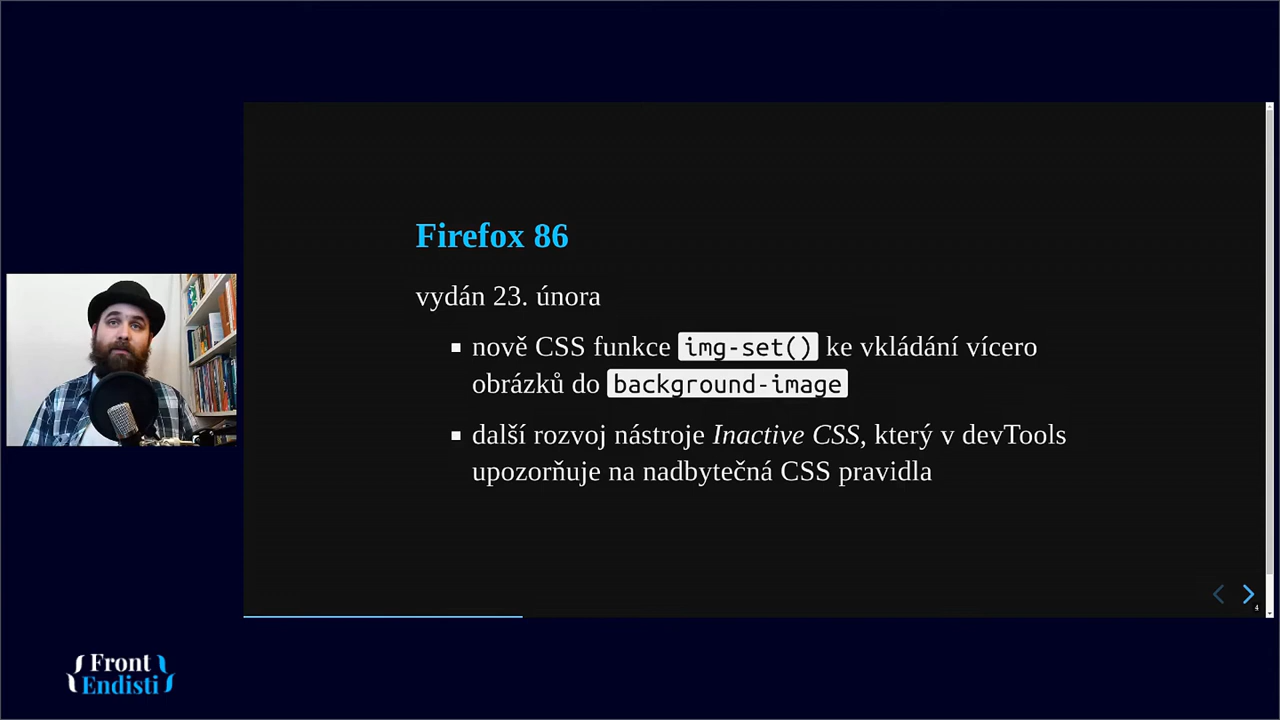 Firefox 86
vydán 23. února
nově CSS funkce img-set() ke vkládání vícero
obrázků do background-image
další rozvoj nástroje Inactive CSS, který v devTools
upozorňuje na nadbytečná CSS pravidla
4
Front
Endisti